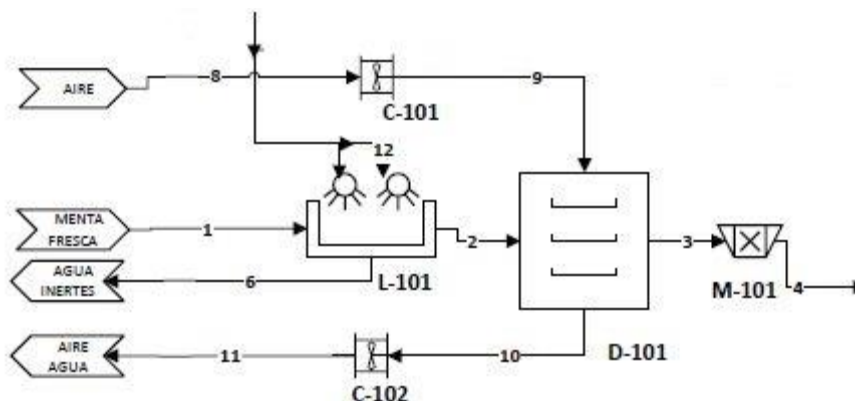 AIRE
8
C-101
9
12
MENTA
FRESCA
1
L-101
2
D-101
3
M-101
4
AGUA
INERTES
6
AIRE
AGUA
11
C-102
10